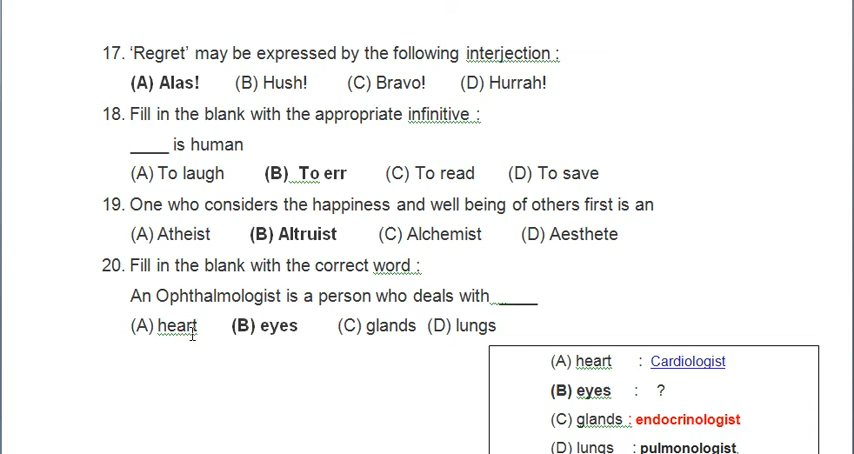 17. ‘Regret’ may be expressed by the following interjection :
(A) Alas! (B) Hush! (C) Bravo! (D) Hurrah!
18. Fill in the blank with the appropriate infinitive :
____ is human
(A) To laugh (B) To err (C) To read (D) To save
19. One who considers the happiness and well being of others first is an
(A) Atheist (B) Altruist (C) Alchemist (D) Aesthete
20. Fill in the blank with the correct word :
An Ophthalmologist is a person who deals with ____
(A) heart (B) eyes (C) glands (D) lungs
(A) heart : Cardiologist
(B) eyes : ?
(C) glands : endocrinologist
(D) lungs : pulmonologist.